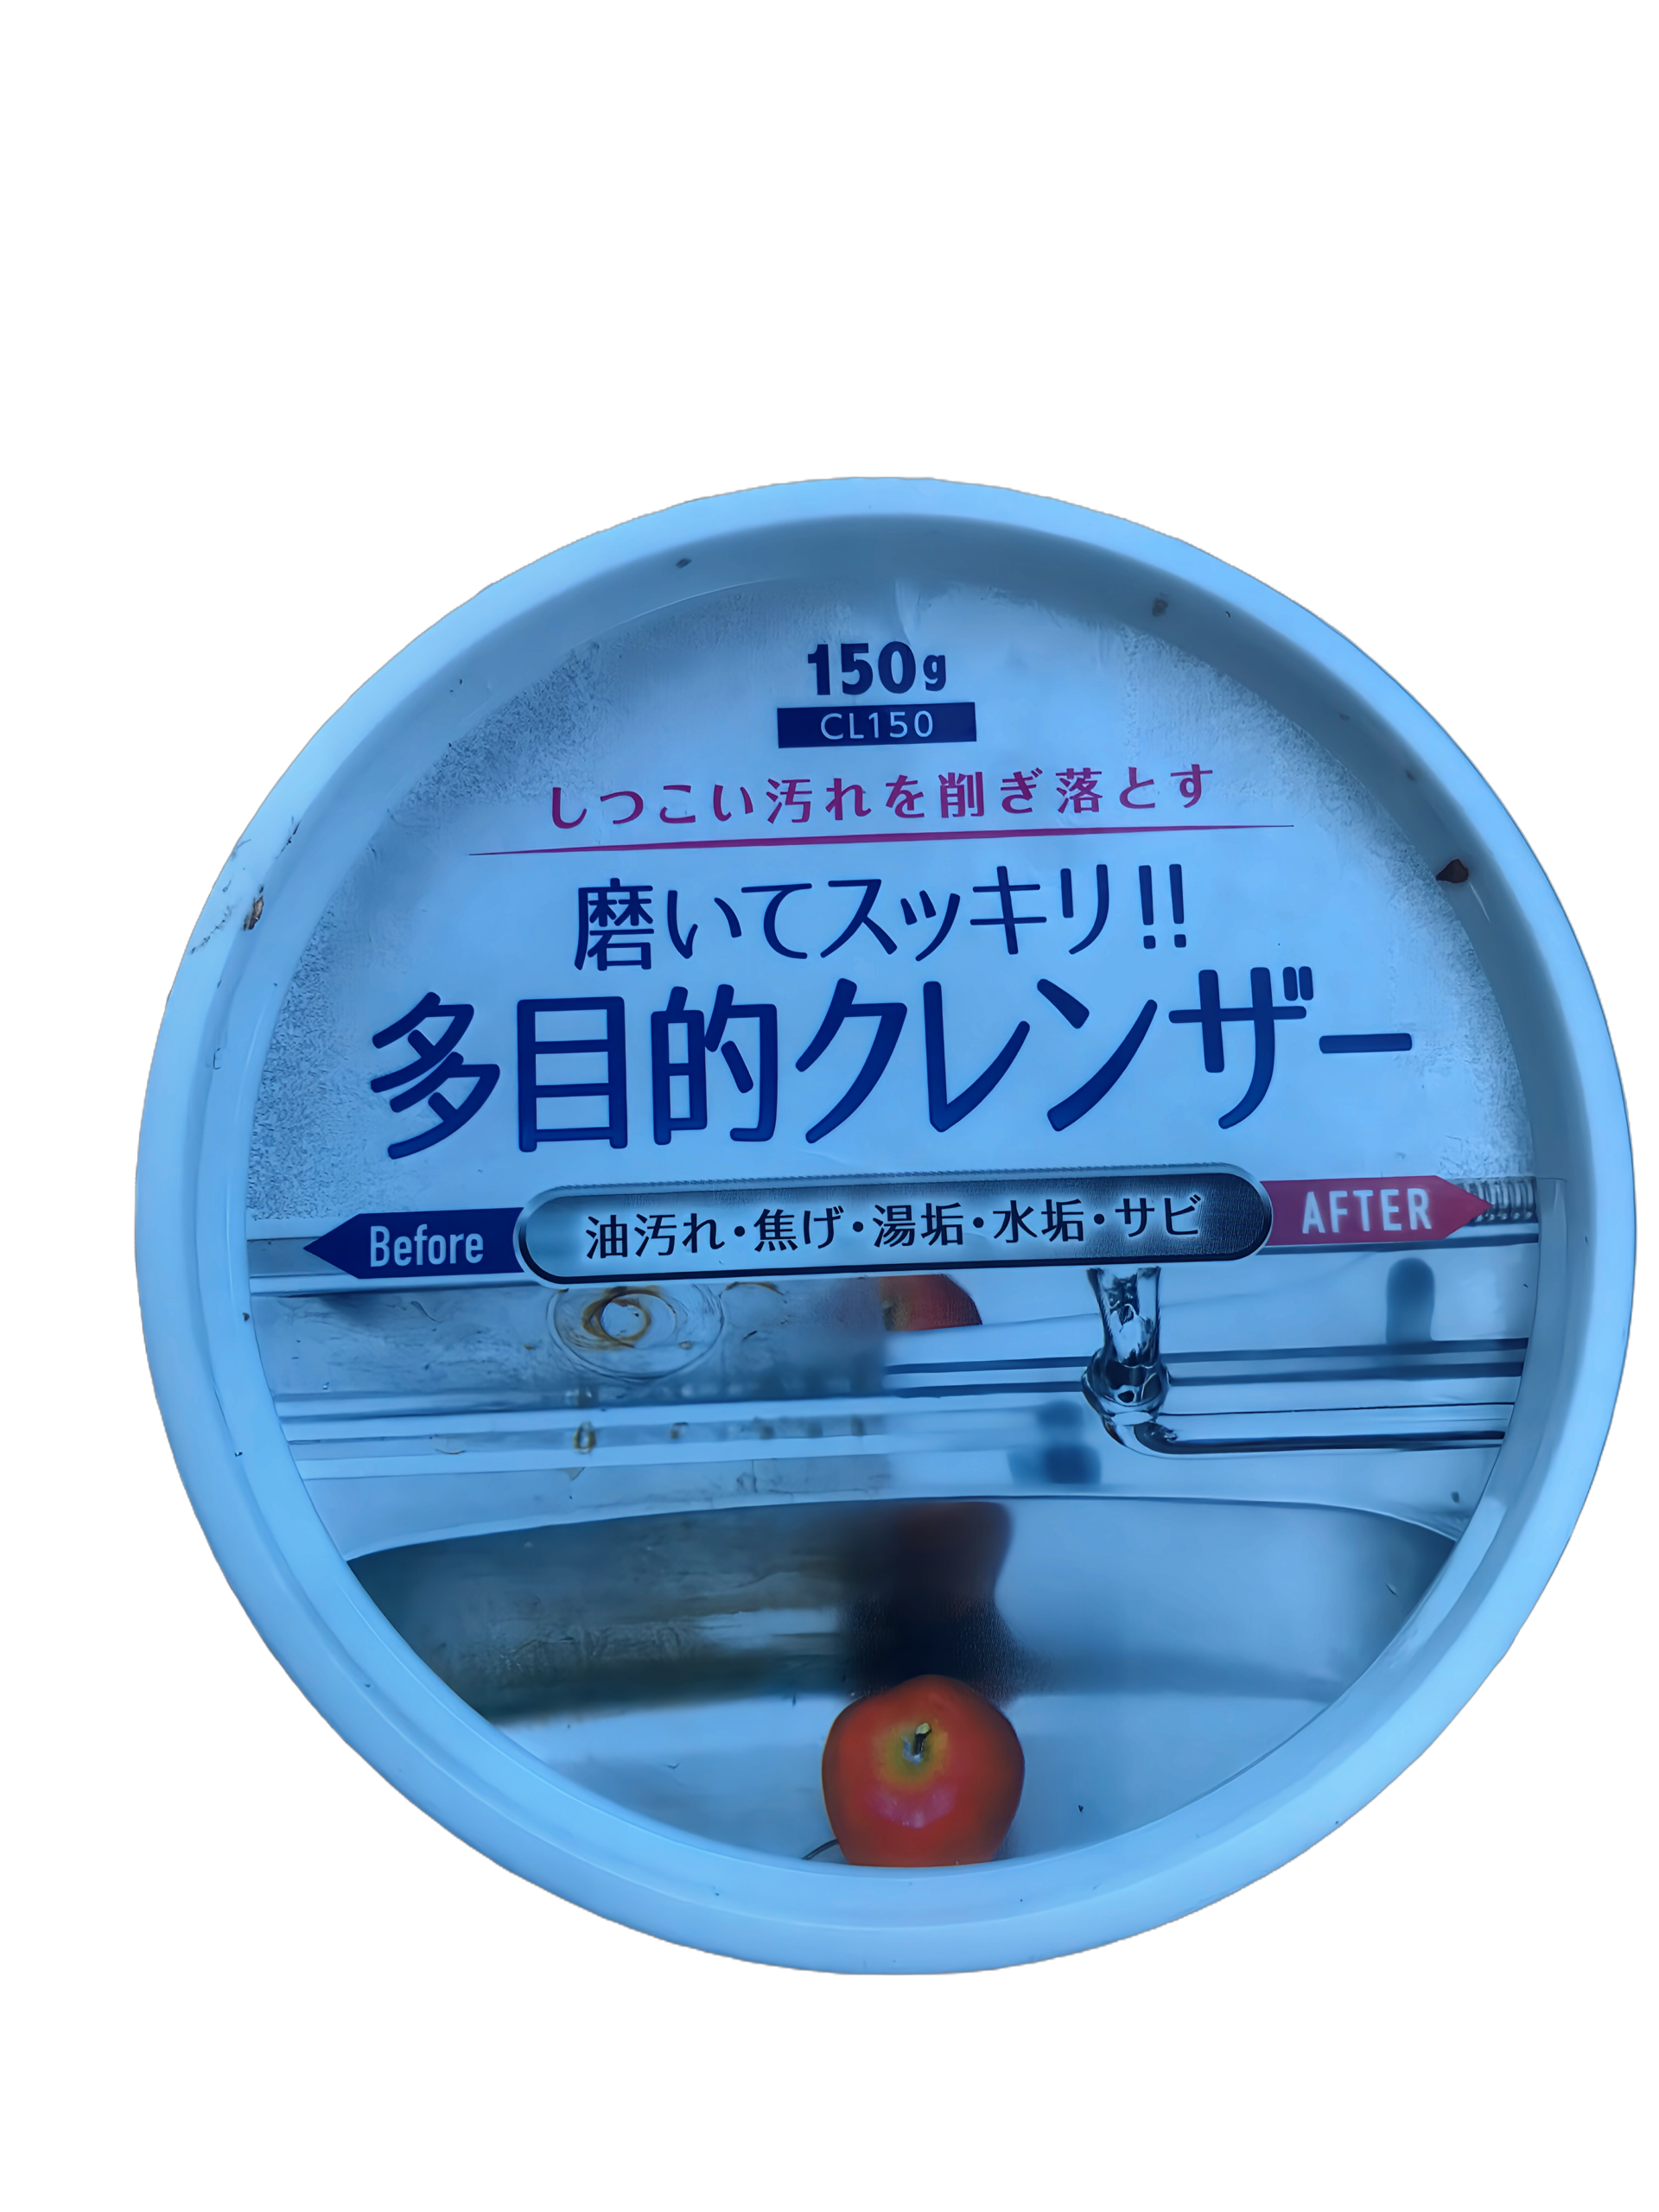 150g
CL150
しつこい汚れを削ぎ落とす
磨いてスッキリ!!
多目的クレンザー
Before 油汚れ・焦げ・湯垢・水垢・サビ AFTER